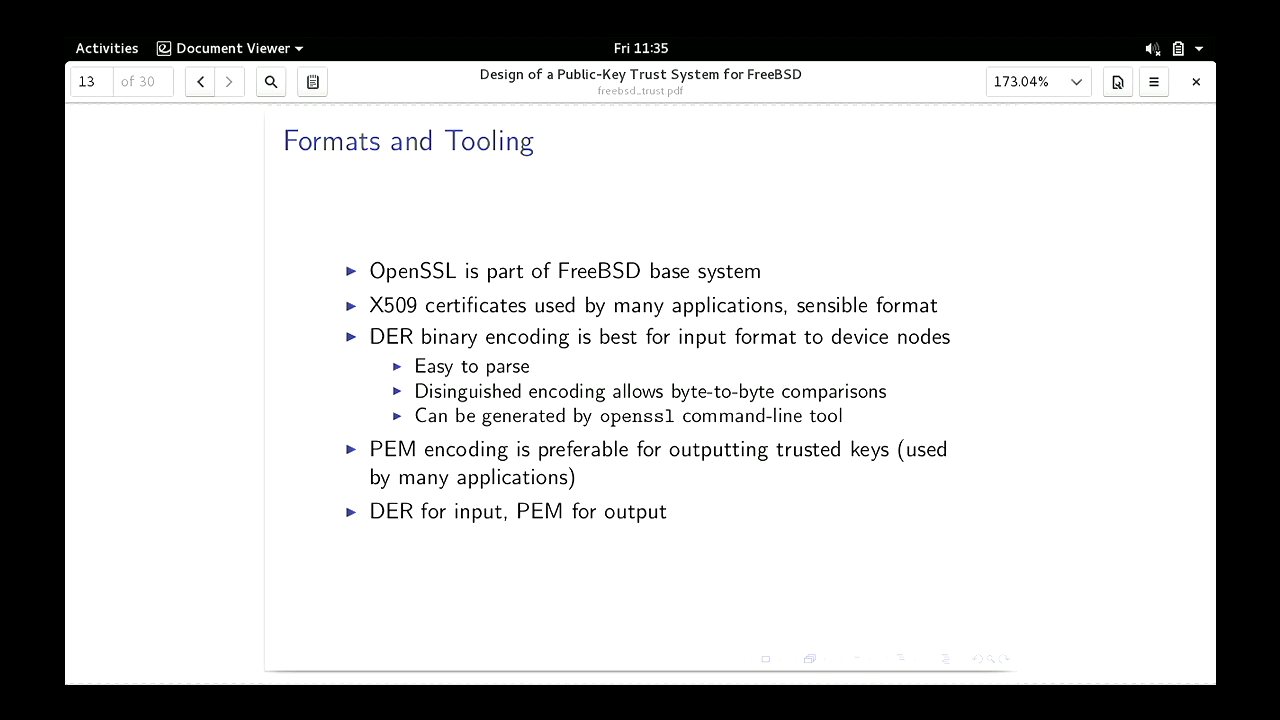 Activities Document Viewer Fri 11:35
13 of 30 Design of a Public-Key Trust System for FreeBSD 173.04%
freebsd_trust.pdf
Formats and Tooling
OpenSSL is part of FreeBSD base system
X509 certificates used by many applications, sensible format
DER binary encoding is best for input format to device nodes
Easy to parse
Disinguished encoding allows byte-to-byte comparisons
Can be generated by openssl command-line tool
PEM encoding is preferable for outputting trusted keys (used
by many applications)
DER for input, PEM for output